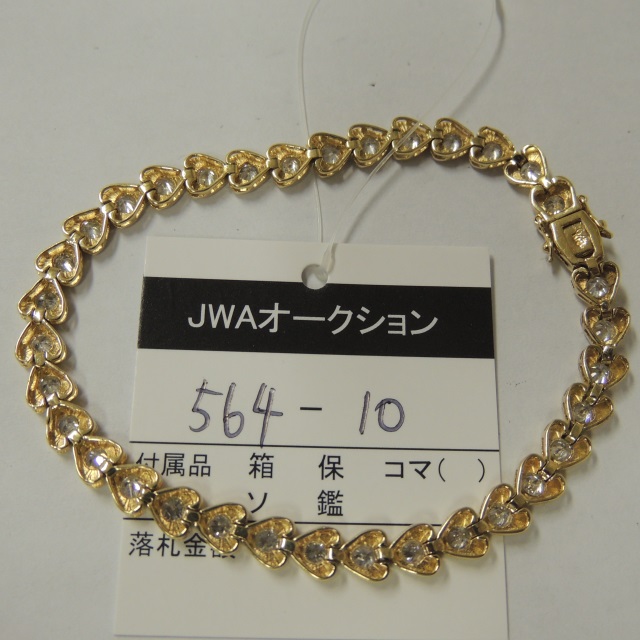 JWAオークション
564-10
付属品 箱 保 コマ( )
ソ 鑑
落札金額